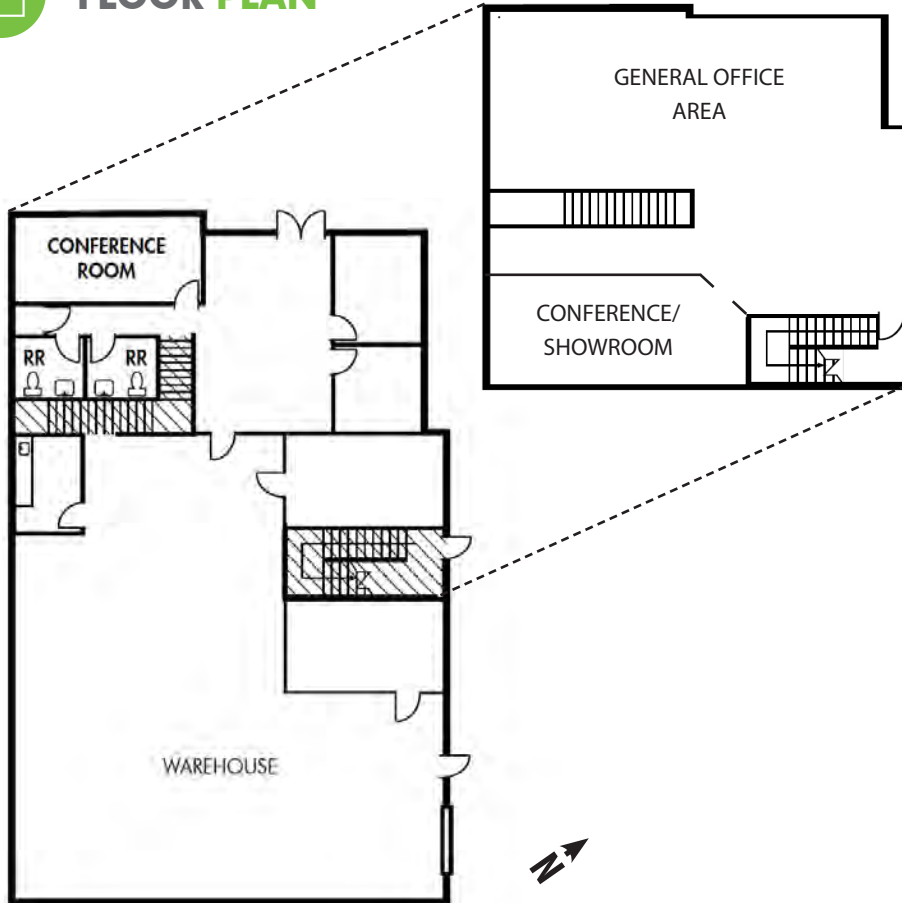 FLOOR PLAN
GENERAL OFFICE
AREA
CONFERENCE
ROOM
CONFERENCE/
SHOWROOM
RR
RR
WAREHOUSE
N